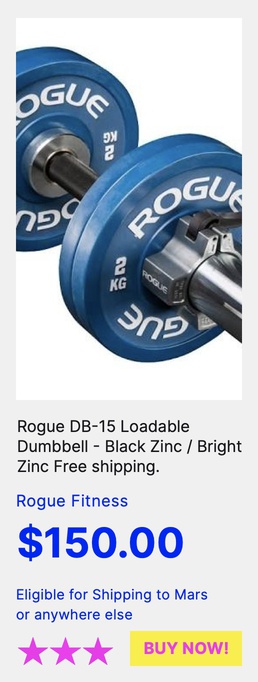 ROGUE
2
KG
ROGUE
2
KG
ROGUE
Rogue DB-15 Loadable
Dumbbell - Black Zinc / Bright
Zinc Free shipping.
Rogue Fitness
$150.00
Eligible for Shipping to Mars
or anywhere else
BUY NOW!